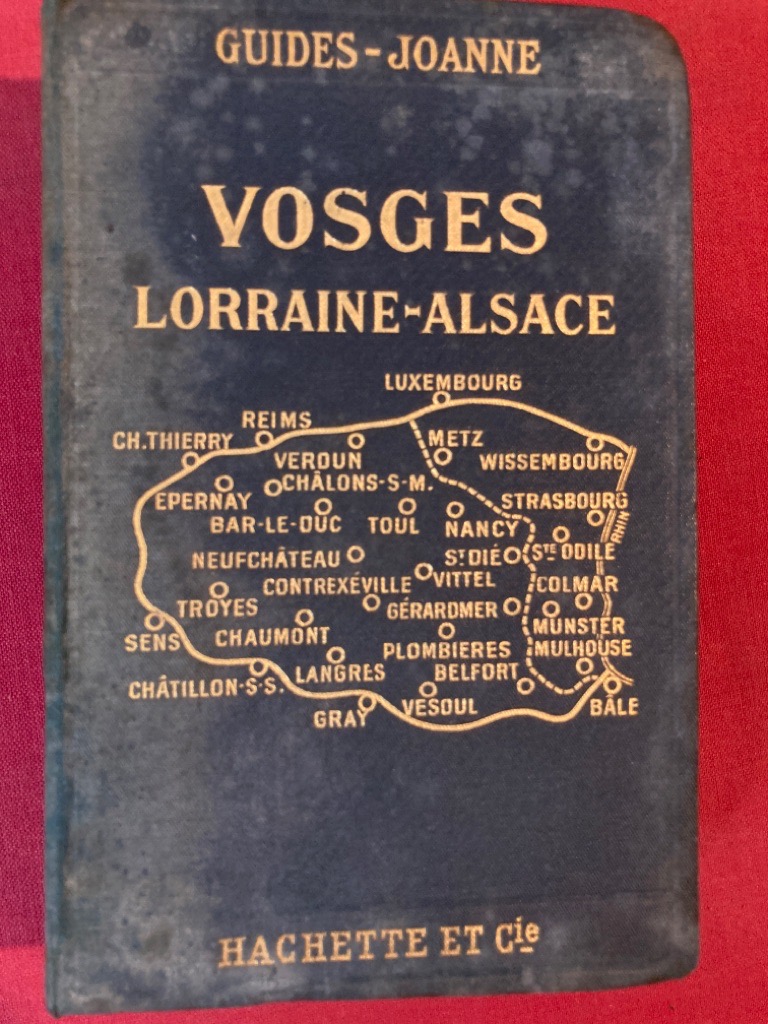 GUIDES-JOANNE
VOSGES
LORRAINE-ALSACE
LUXEMBOURG
REIMS
CH.THIERRY
METZ
VERDUN
WISSEMBOURG
CHÂLONS-S-M.
EPERNAY
STRASBOURG
BAR-LE-DUC
TOUL
NANCY
RHIN
NEUFCHÂTEAU
ST DIÉ
STE ODILE
CONTREXÉVILLE
VITTEL
COLMAR
TROYES
GÉRARDMER
MUNSTER
SENS
CHAUMONT
PLOMBIERES
MULHOUSE
LANGRES
BELFORT
CHÂTILLON-S-S.
GRAY
VESOUL
BÂLE
HACHETTE ET Cie